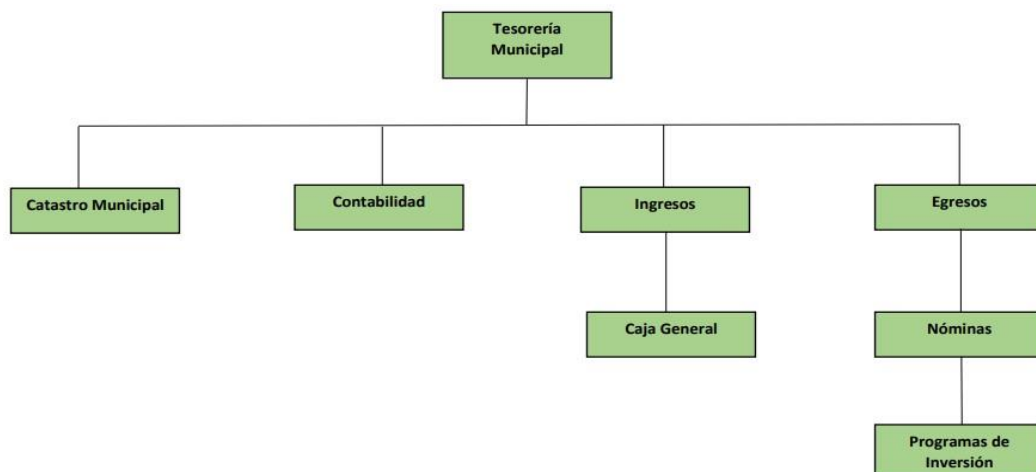 Tesorería
Municipal
Catastro Municipal
Contabilidad
Ingresos
Egresos
Caja General
Nóminas
Programas de
Inversión